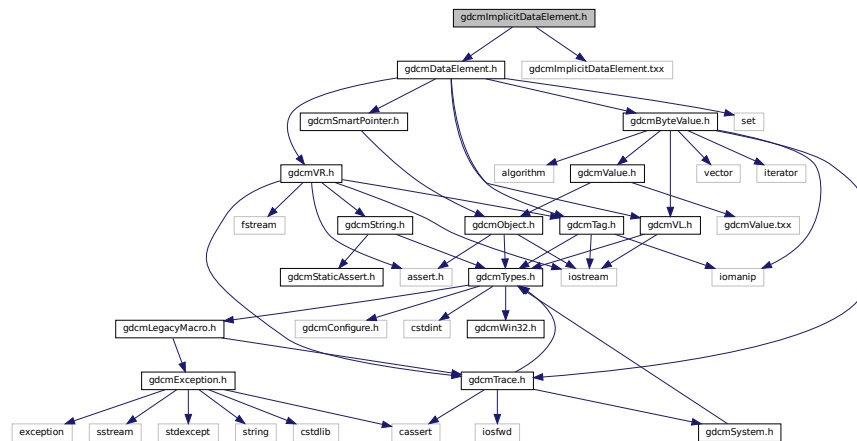 gdcmImplicitDataElement.h
gdcmDataElement.h
gdcmImplicitDataElement.txx
gdcmSmartPointer.h
gdcmByteValue.h
set
gdcmVR.h
algorithm
gdcmValue.h
vector
iterator
fstream
gdcmString.h
gdcmObject.h
gdcmTag.h
gdcmVL.h
gdcmValue.txx
gdcmStaticAssert.h
assert.h
gdcmTypes.h
iostream
iomanip
gdcmLegacyMacro.h
gdcmConfigure.h
cstdint
gdcmWin32.h
gdcmException.h
gdcmTrace.h
exception
sstream
stdexcept
string
cstdlib
cassert
iosfwd
gdcmSystem.h